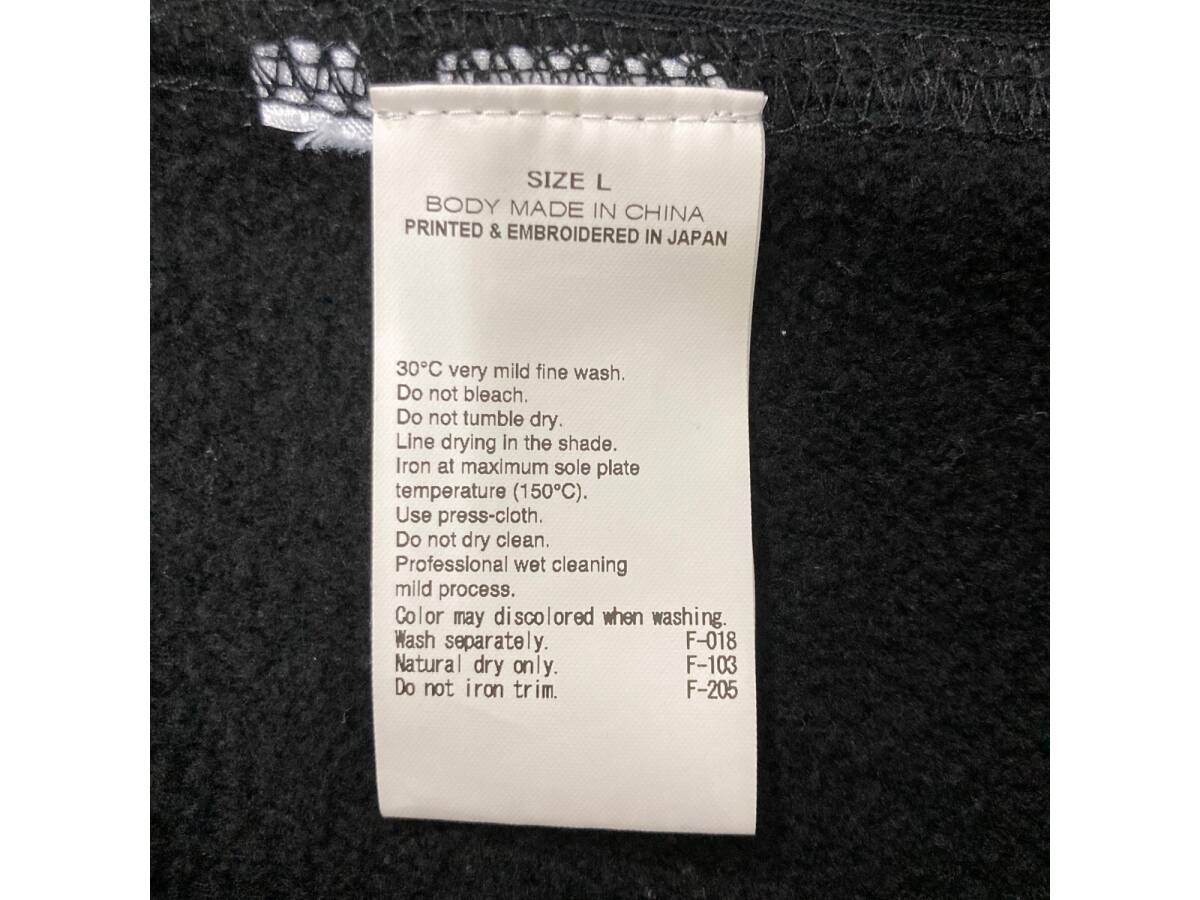 SIZE L
BODY MADE IN CHINA
PRINTED & EMBROIDERED IN JAPAN
30°C very mild fine wash.
Do not bleach.
Do not tumble dry.
Line drying in the shade.
Iron at maximum sole plate
temperature (150°C).
Use press-cloth.
Do not dry clean.
Professional wet cleaning
mild process.
Color may discolored when washing.
Wash separately. F-018
Natural dry only. F-103
Do not iron trim. F-205